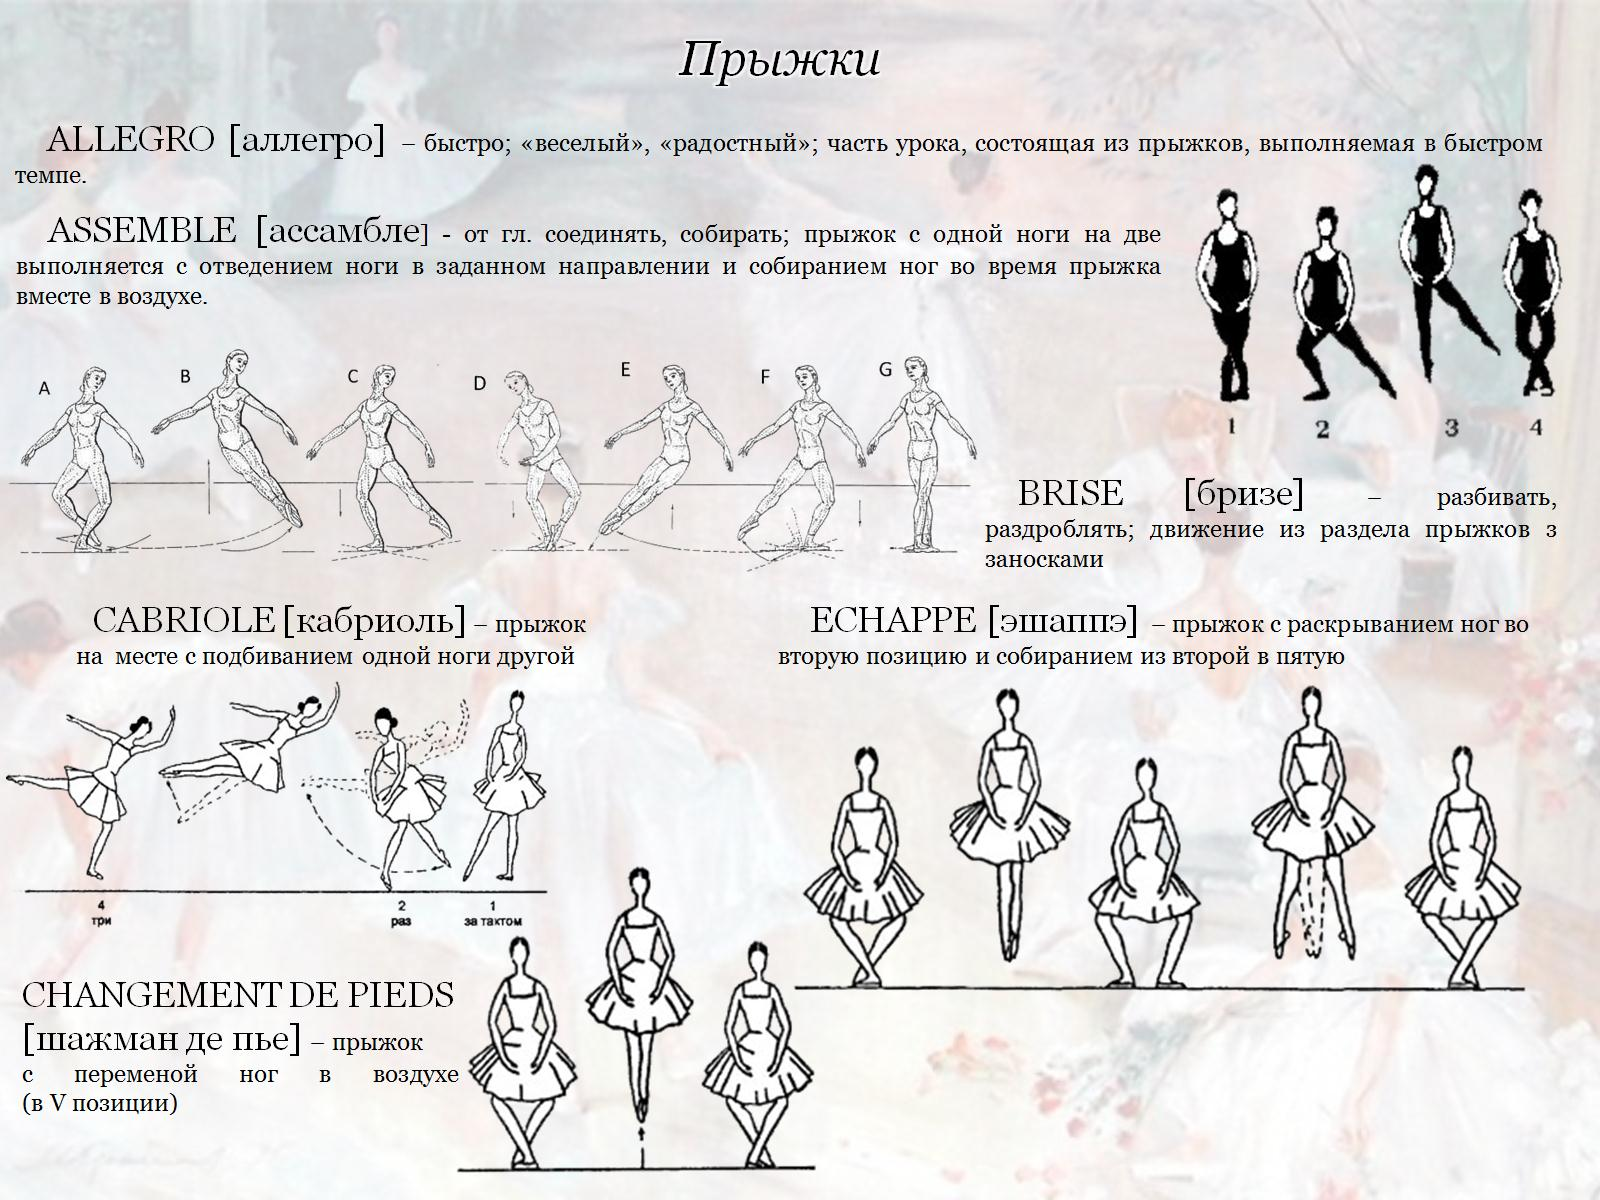 Прыжки
ALLEGRO [аллегро] – быстро; «веселый», «радостный»; часть урока, состоящая из прыжков, выполняемая в быстром
темпе.
ASSEMBLE [ассамбле] - от гл. соединять, собирать; прыжок с одной ноги на две
выполняется с отведением ноги в заданном направлении и собиранием ног во время прыжка
вместе в воздухе.
1 2 3 4
A B C D E F G
BRISE [бризе] – разбивать,
раздроблять; движение из раздела прыжков з
заносками
CABRIOLE [кабриоль] – прыжок
на месте с подбиванием одной ноги другой
4 2 1
три раз за тактом
ECHAPPE [эшаппэ] – прыжок с раскрыванием ног во
вторую позицию и собиранием из второй в пятую
CHANGEMENT DE PIEDS
[шажман де пье] – прыжок
с переменой ног в воздухе
(в V позиции)